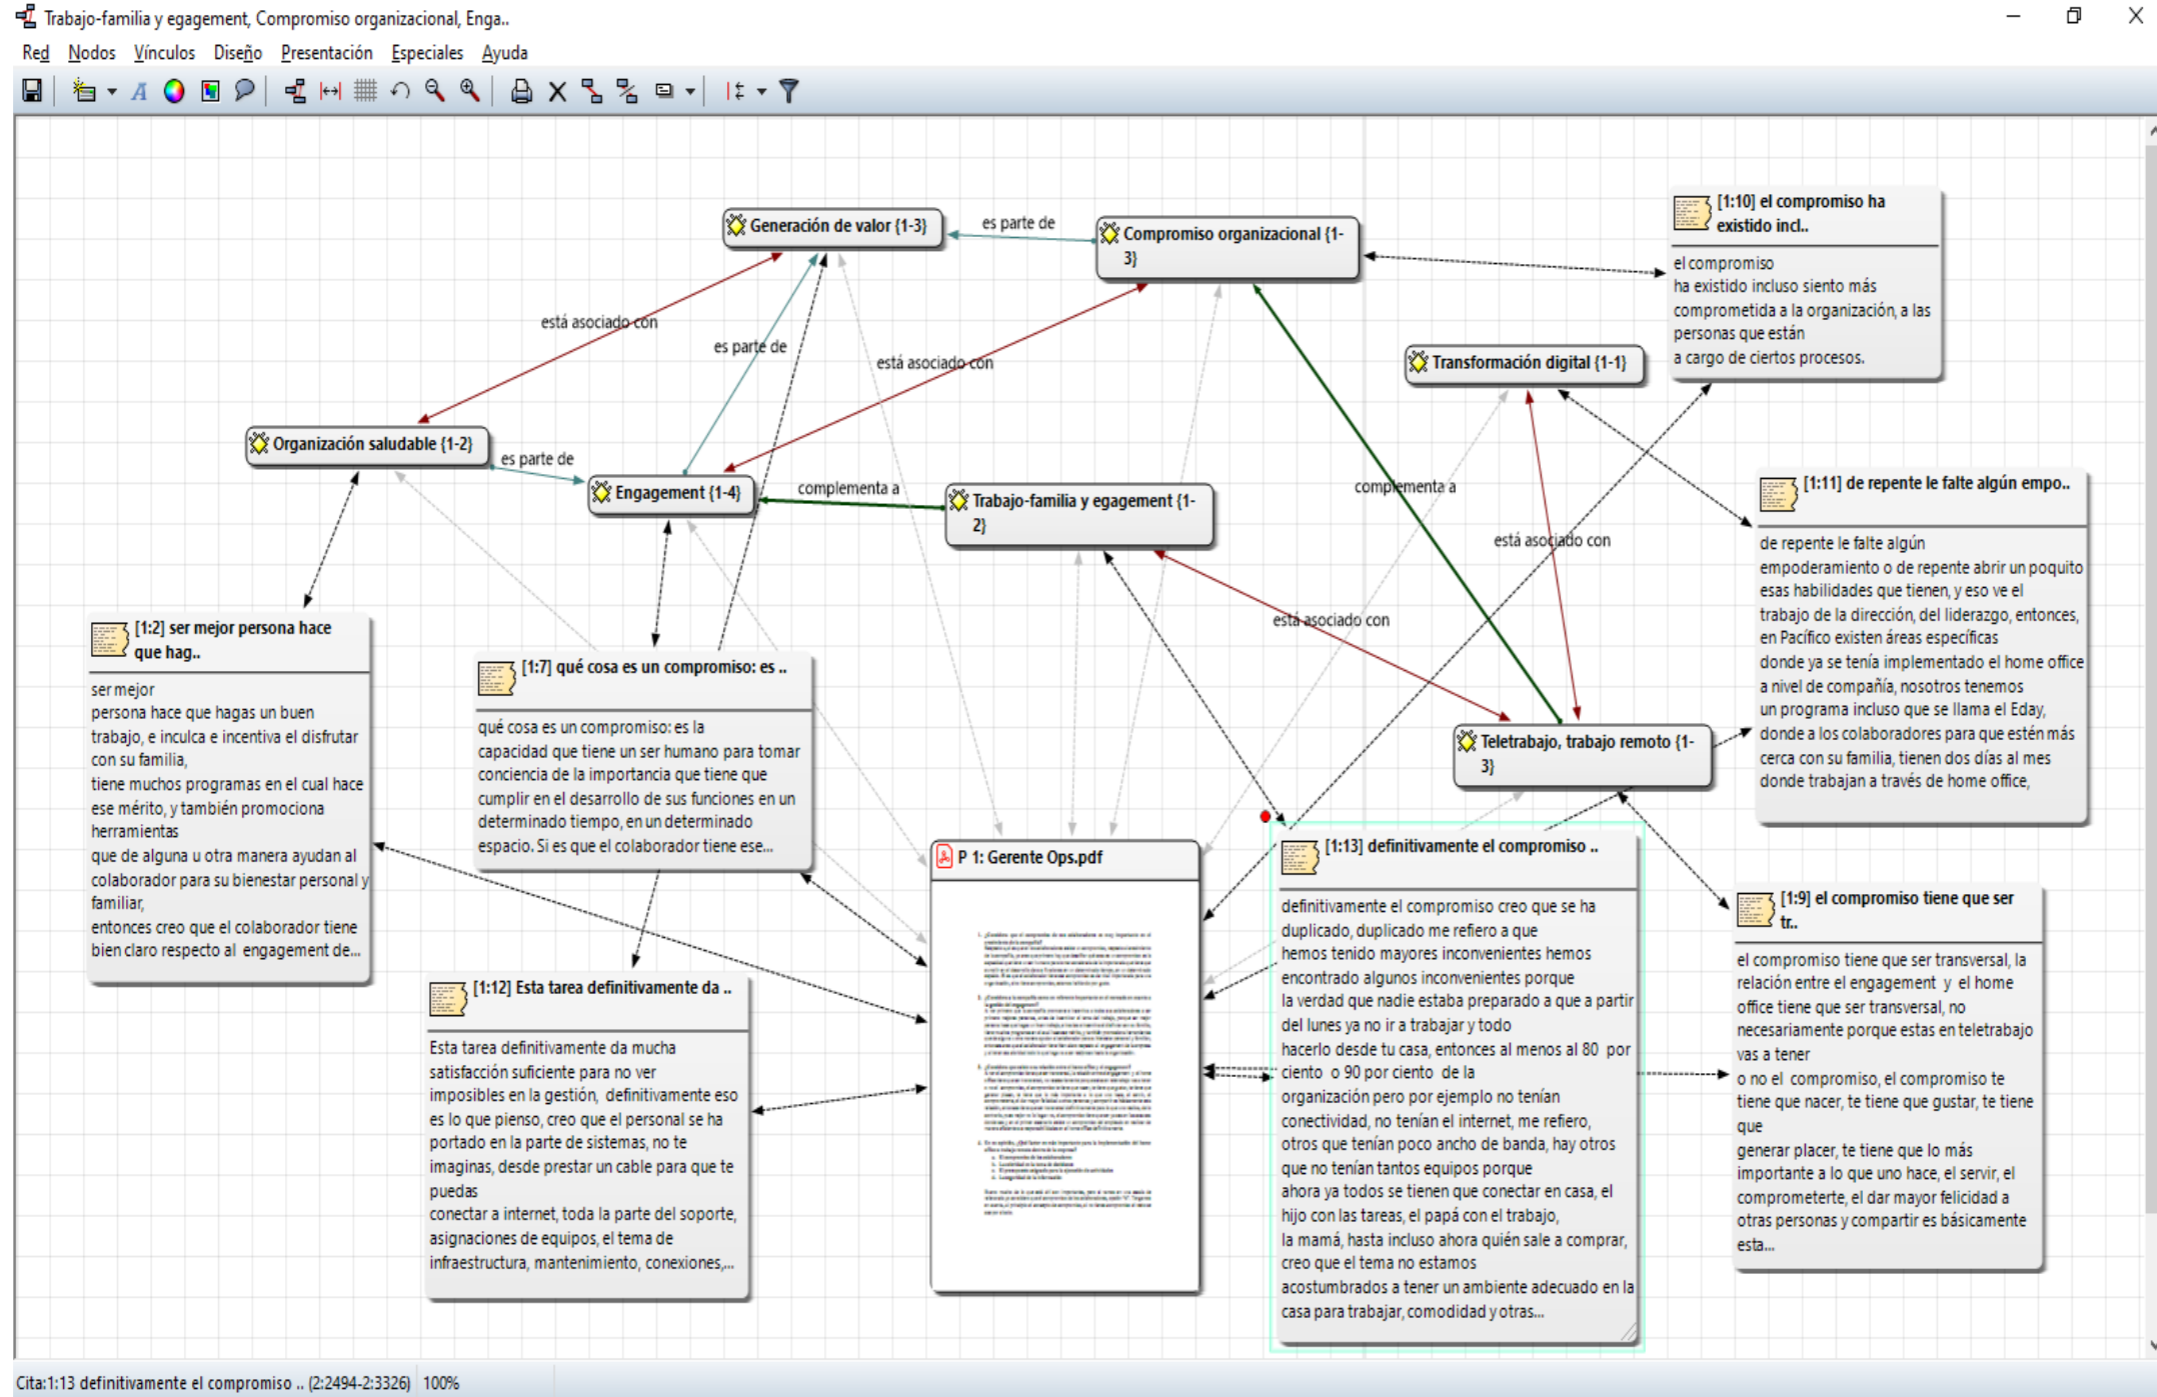 Trabajo-familia y egagement, Compromiso organizacional, Enga..
Red Nodos Vínculos Diseño Presentación Especiales Ayuda
Generación de valor {1-3}
es parte de
Compromiso organizacional {1-
3}
[1:10] el compromiso ha
existido incl..
el compromiso
ha existido incluso siento más
comprometida a la organización, a las
personas que están
a cargo de ciertos procesos.
está asociado con
es parte de
está asociado con
Transformación digital {1-1}
Organización saludable {1-2}
es parte de
Engagement {1-4}
complementa a
Trabajo-familia y egagement {1-
2}
complementa a
está asociado con
[1:11] de repente le falte algún empo..
de repente le falte algún
empoderamiento o de repente abrir un poquito
esas habilidades que tienen, y eso ve el
trabajo de la dirección, del liderazgo, entonces,
en Pacífico existen áreas específicas
donde ya se tenía implementado el home office
a nivel de compañía, nosotros tenemos
un programa incluso que se llama el Eday,
donde a los colaboradores para que estén más
cerca con su familia, tienen dos días al mes
donde trabajan a través de home office,
está asociado con
[1:2] ser mejor persona hace
que hag..
ser mejor
persona hace que hagas un buen
trabajo, e inculca e incentiva el disfrutar
con su familia,
tiene muchos programas en el cual hace
ese mérito, y también promociona
herramientas
que de alguna u otra manera ayudan al
colaborador para su bienestar personal y
familiar,
entonces creo que el colaborador tiene
bien claro respecto al engagement de...
[1:7] qué cosa es un compromiso: es ..
qué cosa es un compromiso: es la
capacidad que tiene un ser humano para tomar
conciencia de la importancia que tiene que
cumplir en el desarrollo de sus funciones en un
determinado tiempo, en un determinado
espacio. Si es que el colaborador tiene ese...
Teletrabajo, trabajo remoto {1-
3}
P 1: Gerente Ops.pdf
[1:13] definitivamente el compromiso ..
definitivamente el compromiso creo que se ha
duplicado, duplicado me refiero a que
hemos tenido mayores inconvenientes hemos
encontrado algunos inconvenientes porque
la verdad que nadie estaba preparado a que a partir
del lunes ya no ir a trabajar y todo
hacerlo desde tu casa, entonces al menos al 80 por
ciento o 90 por ciento de la
organización pero por ejemplo no tenían
conectividad, no tenían el internet, me refiero,
otros que tenían poco ancho de banda, hay otros
que no tenían tantos equipos porque
ahora ya todos se tienen que conectar en casa, el
hijo con las tareas, el papá con el trabajo,
la mamá, hasta incluso ahora quién sale a comprar,
creo que el tema no estamos
acostumbrados a tener un ambiente adecuado en la
casa para trabajar, comodidad y otras...
[1:9] el compromiso tiene que ser
tr..
el compromiso tiene que ser transversal, la
relación entre el engagement y el home
office tiene que ser transversal, no
necesariamente porque estas en teletrabajo
vas a tener
o no el compromiso, el compromiso te
tiene que nacer, te tiene que gustar, te tiene
que
generar placer, te tiene que lo más
importante a lo que uno hace, el servir, el
comprometerte, el dar mayor felicidad a
otras personas y compartir es básicamente
esta...
[1:12] Esta tarea definitivamente da ..
Esta tarea definitivamente da mucha
satisfacción suficiente para no ver
imposibles en la gestión, definitivamente eso
es lo que pienso, creo que el personal se ha
portado en la parte de sistemas, no te
imaginas, desde prestar un cable para que te
puedas
conectar a internet, toda la parte del soporte,
asignaciones de equipos, el tema de
infraestructura, mantenimiento, conexiones,...
Cita:1:13 definitivamente el compromiso .. (2:2494-2:3326) 100%